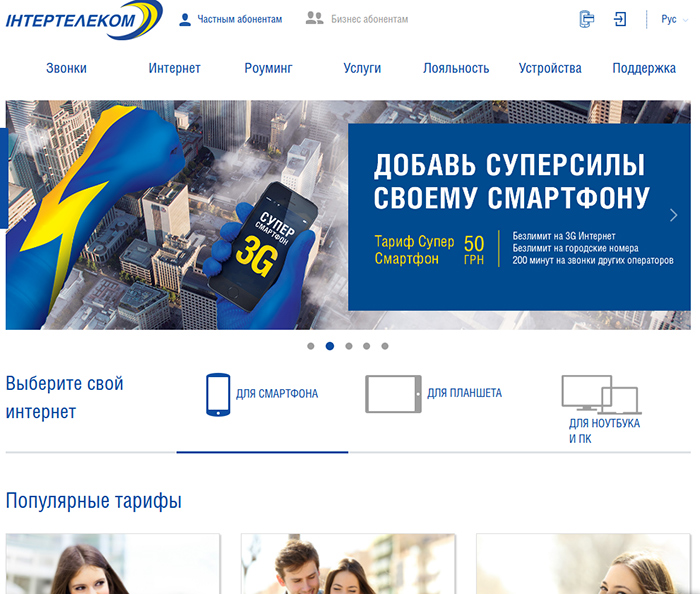 ІНТЕРТЕЛЕКОМ
Частным абонентам
Бизнес абонентам
Рус
Звонки
Интернет
Роуминг
Услуги
Лояльность
Устройства
Поддержка
СУПЕР
СМАРТФОН
3G
ДОБАВЬ СУПЕРСИЛЫ
СВОЕМУ СМАРТФОНУ
Тариф Супер
Смартфон
50
ГРН
Безлимит на 3G Интернет
Безлимит на городские номера
200 минут на звонки других операторов
Выберите свой
интернет
ДЛЯ СМАРТФОНА
ДЛЯ ПЛАНШЕТА
ДЛЯ НОУТБУКА
И ПК
Популярные тарифы